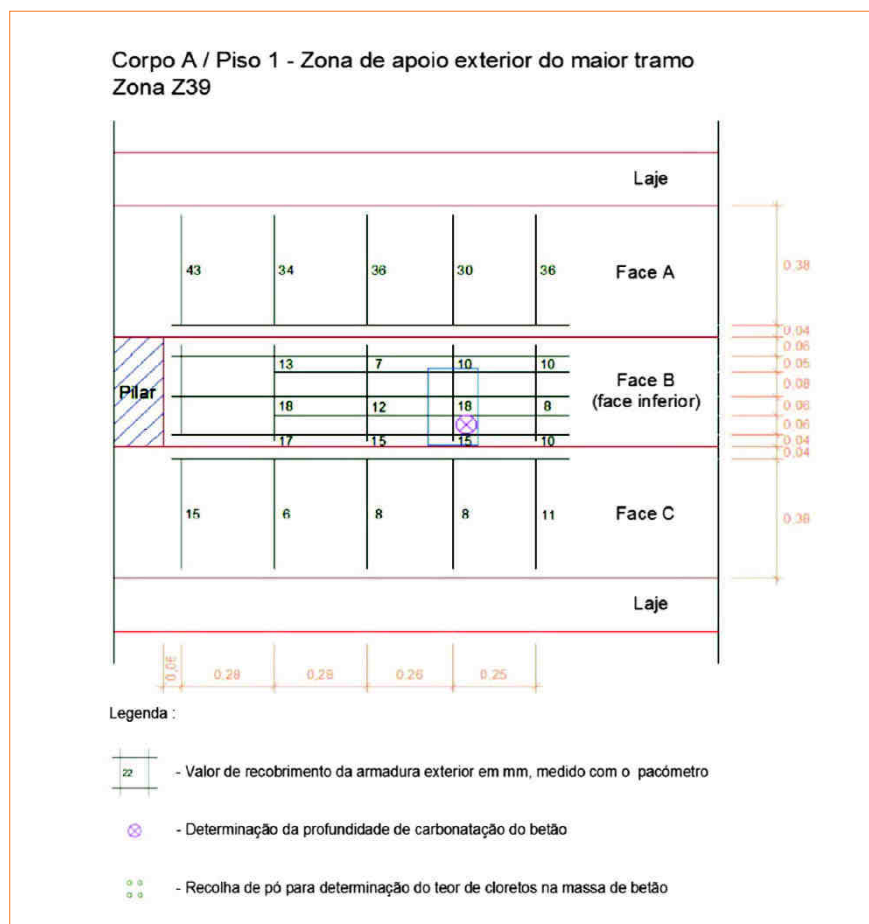 Corpo A / Piso 1 - Zona de apoio exterior do maior tramo
Zona Z39
Laje
43 34 36 30 36 Face A
0,38
0,04
0,06
13 7 10 10
0,05
Pilar
Face B
(face inferior)
0,08
18 12 18 8
0,06
0,06
17 15 15 10
0,04
0,04
15 6 8 8 11 Face C
0,38
Laje
0,06 0,28 0,28 0,26 0,25
Legenda :
22 - Valor de recobrimento da armadura exterior em mm, medido com o pacómetro
- Determinação da profundidade de carbonatação do betão
- Recolha de pó para determinação do teor de cloretos na massa de betão